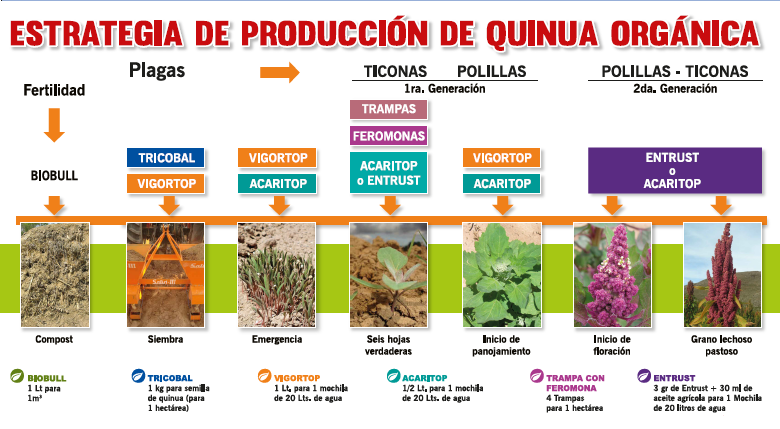 ESTRATEGIA DE PRODUCCIÓN DE QUINUA ORGÁNICA
Fertilidad
Plagas
TICONAS POLILLAS
1ra. Generación
POLILLAS - TICONAS
2da. Generación
TRAMPAS
FEROMONAS
BIOBULL
TRICOBAL
VIGORTOP
VIGORTOP
ACARITOP
ACARITOP
o ENTRUST
VIGORTOP
ACARITOP
ENTRUST
o
ACARITOP
Compost
Siembra
Emergencia
Seis hojas
verdaderas
Inicio de
panojamiento
Inicio de
floración
Grano lechoso
pastoso
BIOBULL
1 Lt para
1m³
TRICOBAL
1 kg para semilla
de quinua (para
1 hectárea)
VIGORTOP
1 Lt. para 1 mochila
de 20 Lts. de agua
ACARITOP
1/2 Lt. para 1 mochila
de 20 Lts. de agua
TRAMPA CON
FEROMONA
4 Trampas
para 1 hectárea
ENTRUST
3 gr de Entrust + 30 ml de
aceite agrícola para 1 Mochila
de 20 litros de agua